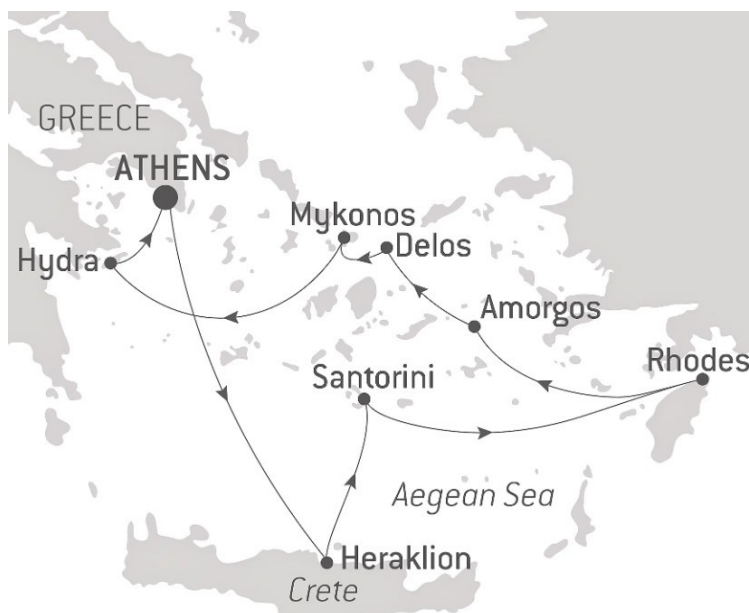 GREECE
ATHENS
Mykonos
Delos
Hydra
Amorgos
Rhodes
Santorini
Aegean Sea
Heraklion
Crete